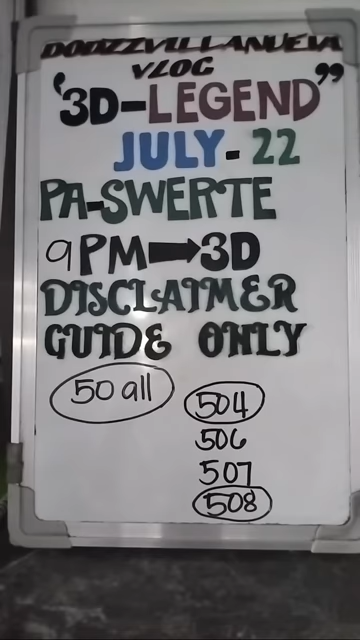 DODZZVILLANUEVA
VLOG
‘3D-LEGEND”
JULY- 22
PA-SWERTE
9PM➡3D
DISCLAIMER
GUIDE ONLY
50 all
504
506
507
508